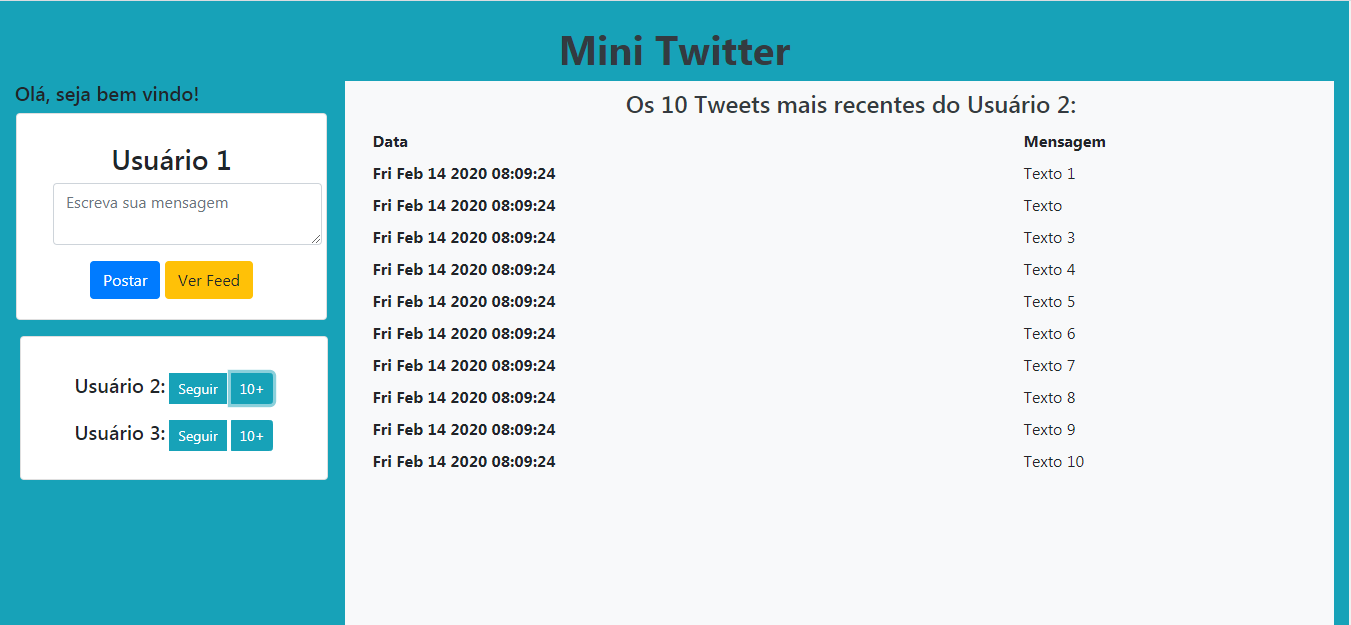 Mini Twitter
Olá, seja bem vindo!
Usuário 1
Escreva sua mensagem
Postar Ver Feed
Usuário 2: Seguir 10+
Usuário 3: Seguir 10+
Os 10 Tweets mais recentes do Usuário 2:
Data Mensagem
Fri Feb 14 2020 08:09:24 Texto 1
Fri Feb 14 2020 08:09:24 Texto
Fri Feb 14 2020 08:09:24 Texto 3
Fri Feb 14 2020 08:09:24 Texto 4
Fri Feb 14 2020 08:09:24 Texto 5
Fri Feb 14 2020 08:09:24 Texto 6
Fri Feb 14 2020 08:09:24 Texto 7
Fri Feb 14 2020 08:09:24 Texto 8
Fri Feb 14 2020 08:09:24 Texto 9
Fri Feb 14 2020 08:09:24 Texto 10